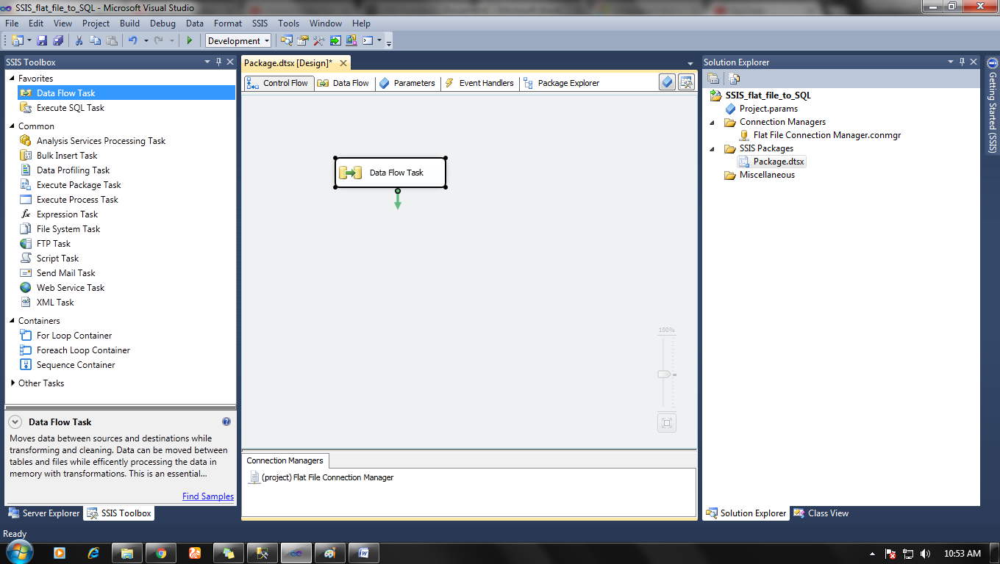 SSIS_flat_file_to_SQL - Microsoft Visual Studio
File Edit View Project Build Debug Data Format SSIS Tools Window Help
Development
SSIS Toolbox
Favorites
Data Flow Task
Execute SQL Task
Common
Analysis Services Processing Task
Bulk Insert Task
Data Profiling Task
Execute Package Task
Execute Process Task
Expression Task
File System Task
FTP Task
Script Task
Send Mail Task
Web Service Task
XML Task
Containers
For Loop Container
Foreach Loop Container
Sequence Container
Other Tasks
Data Flow Task
Moves data between sources and destinations while
transforming and cleaning. Data can be moved between
tables and files while efficently processing the data in
memory with transformations. This is an essential...
Find Samples
Server Explorer SSIS Toolbox
Package.dtsx [Design]*
Control Flow Data Flow Parameters Event Handlers Package Explorer
Data Flow Task
100%
Connection Managers
(project) Flat File Connection Manager
Solution Explorer
SSIS_flat_file_to_SQL
Project.params
Connection Managers
Flat File Connection Manager.conmgr
SSIS Packages
Package.dtsx
Miscellaneous
Solution Explorer Class View
Getting Started (SSIS)
Ready
10:53 AM